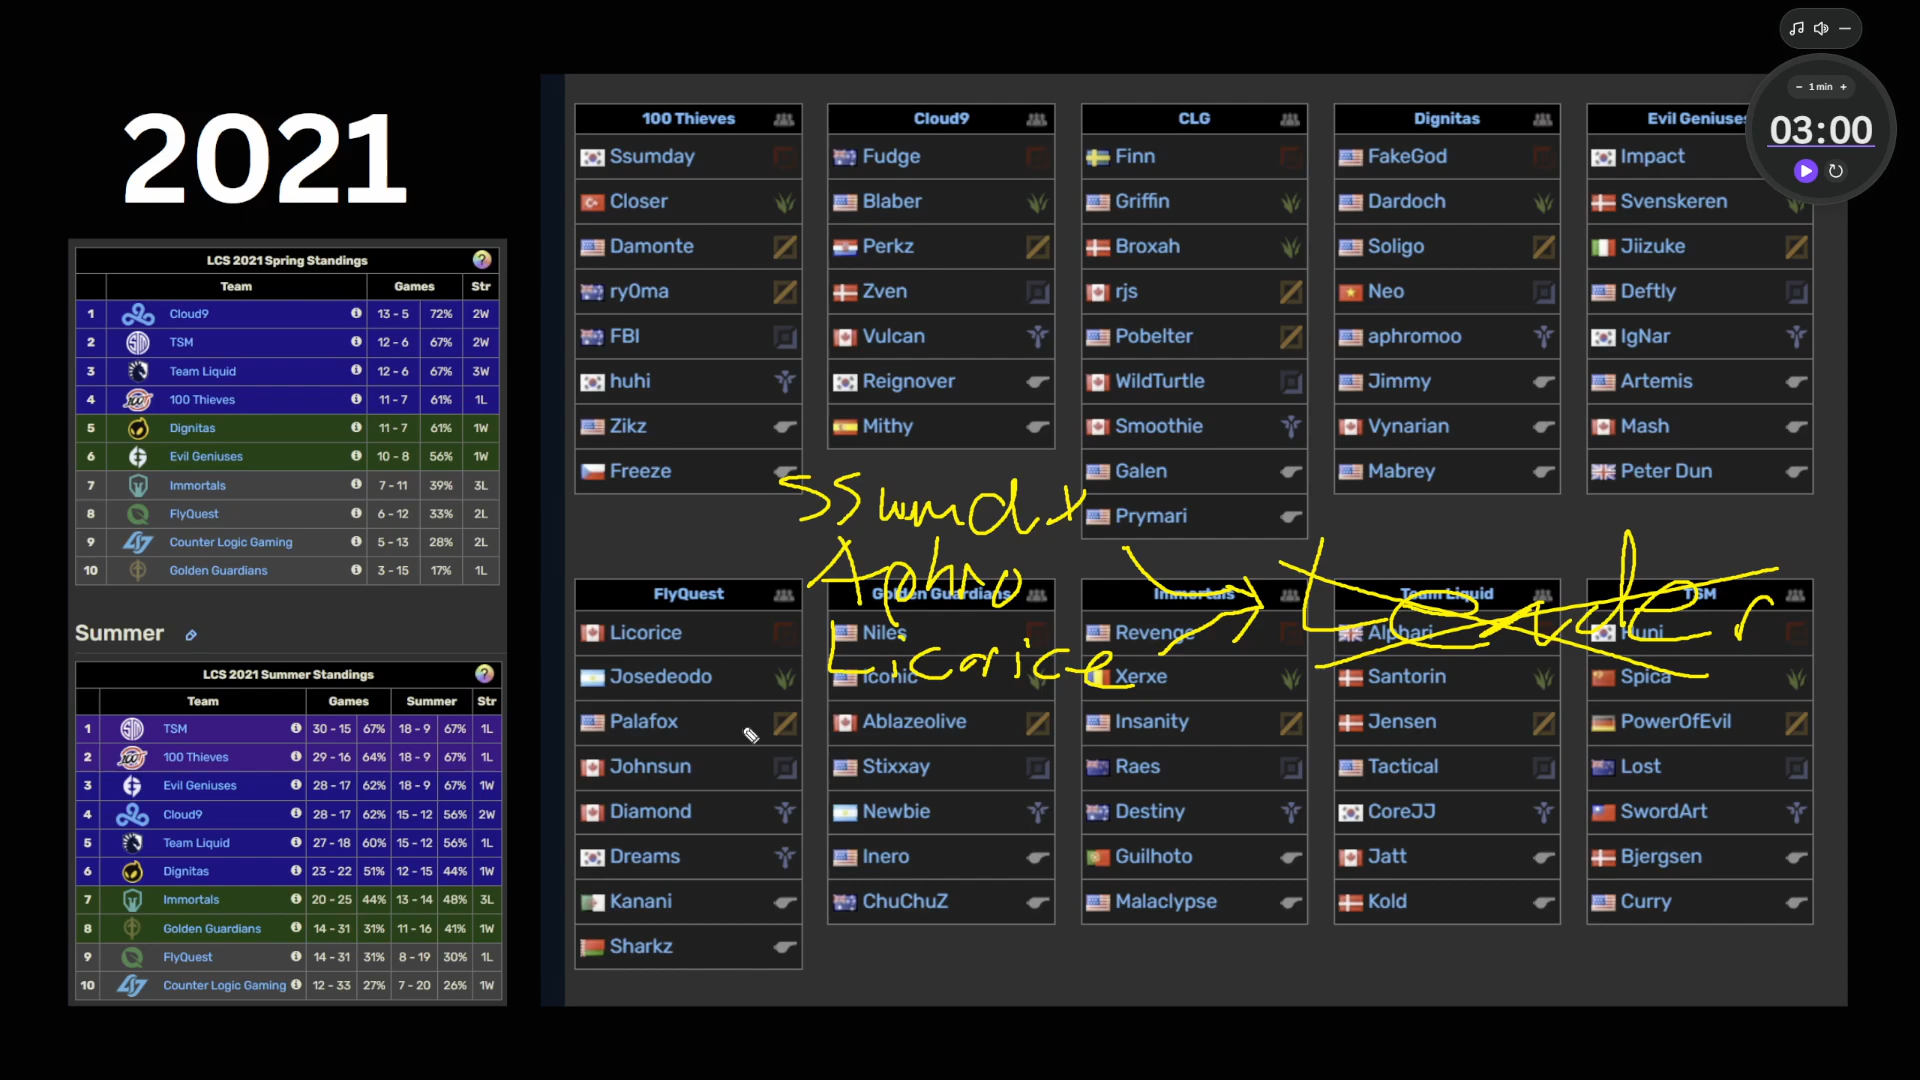 1 min
03:00
2021
LCS 2021 Spring Standings
Team Games Str
1 Cloud9 13 - 5 72% 2W
2 TSM 12 - 6 67% 2W
3 Team Liquid 12 - 6 67% 3W
4 100 Thieves 11 - 7 61% 1L
5 Dignitas 11 - 7 61% 1W
6 Evil Geniuses 10 - 8 56% 1W
7 Immortals 7 - 11 39% 3L
8 FlyQuest 6 - 12 33% 2L
9 Counter Logic Gaming 5 - 13 28% 2L
10 Golden Guardians 3 - 15 17% 1L
Summer
LCS 2021 Summer Standings
Team Games Summer Str
1 TSM 30 - 15 67% 18 - 9 67% 1L
2 100 Thieves 29 - 16 64% 18 - 9 67% 1L
3 Evil Geniuses 28 - 17 62% 18 - 9 67% 1W
4 Cloud9 28 - 17 62% 15 - 12 56% 2W
5 Team Liquid 27 - 18 60% 15 - 12 56% 1L
6 Dignitas 23 - 22 51% 12 - 15 44% 1W
7 Immortals 20 - 25 44% 13 - 14 48% 3L
8 Golden Guardians 14 - 31 31% 11 - 16 41% 1W
9 FlyQuest 14 - 31 31% 8 - 19 30% 1L
10 Counter Logic Gaming 12 - 33 27% 7 - 20 26% 1W
100 Thieves
Ssumday
Closer
Damonte
ry0ma
FBI
huhi
Zikz
Freeze
Cloud9
Fudge
Blaber
Perkz
Zven
Vulcan
Reignover
Mithy
CLG
Finn
Griffin
Broxah
rjs
Pobelter
WildTurtle
Smoothie
Galen
Prymari
Dignitas
FakeGod
Dardoch
Soligo
Neo
aphromoo
Jimmy
Vynarian
Mabrey
Evil Geniuses
Impact
Svenskeren
Jiizuke
Deftly
IgNar
Artemis
Mash
Peter Dun
Aphro
Licorice
FlyQuest
Licorice
Josedeodo
Palafox
Johnsun
Diamond
Dreams
Kanani
Sharkz
Golden Guardians
Niles
Iconic
Ablazeolive
Stixxay
Newbie
Inero
ChuChuZ
Immortals
Revenge
Xerxe
Insanity
Raes
Destiny
Guilhoto
Malaclypse
Team Liquid
Alphari
Santorin
Jensen
Tactical
CoreJJ
Jatt
Kold
TSM
Huni
Spica
PowerOfEvil
Lost
SwordArt
Bjergsen
Curry